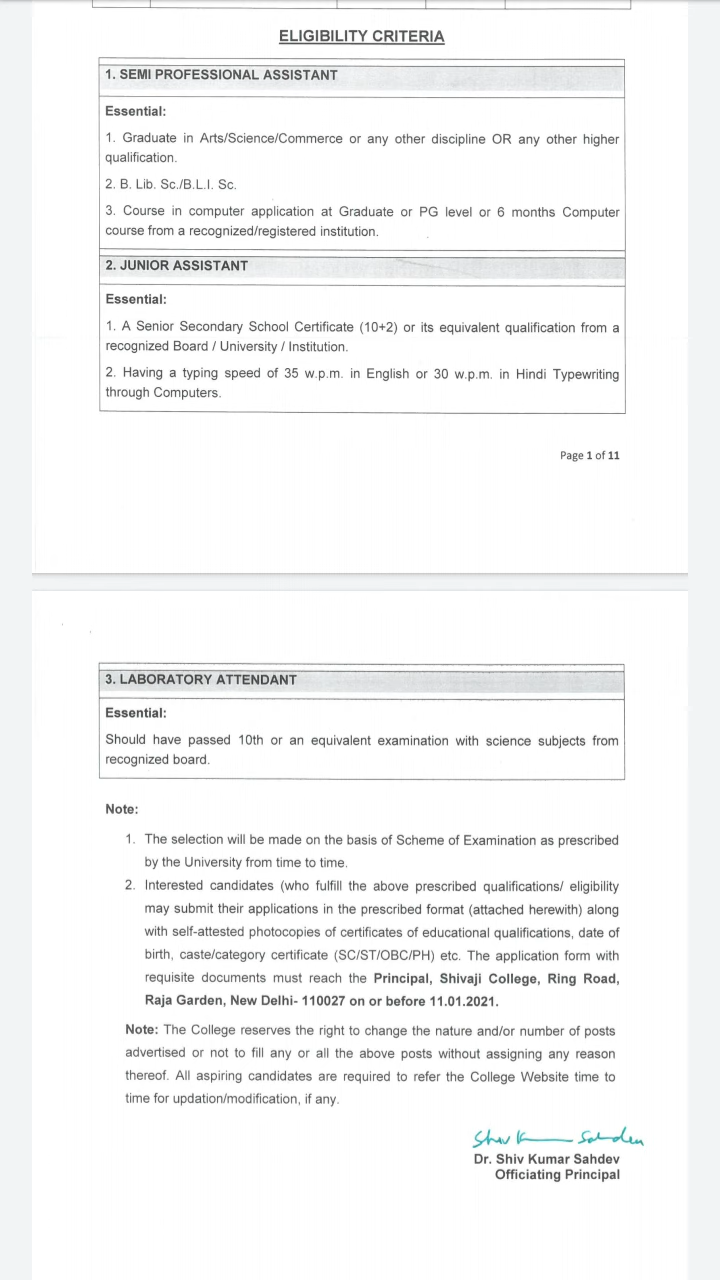 ELIGIBILITY CRITERIA
1. SEMI PROFESSIONAL ASSISTANT
Essential:
1. Graduate in Arts/Science/Commerce or any other discipline OR any other higher
qualification.
2. B. Lib. Sc./B.L.I. Sc.
3. Course in computer application at Graduate or PG level or 6 months Computer
course from a recognized/registered institution.
2. JUNIOR ASSISTANT
Essential:
1. A Senior Secondary School Certificate (10+2) or its equivalent qualification from a
recognized Board / University / Institution.
2. Having a typing speed of 35 w.p.m. in English or 30 w.p.m. in Hindi Typewriting
through Computers.
Page 1 of 11
3. LABORATORY ATTENDANT
Essential:
Should have passed 10th or an equivalent examination with science subjects from
recognized board.
Note:
1. The selection will be made on the basis of Scheme of Examination as prescribed
by the University from time to time.
2. Interested candidates (who fulfill the above prescribed qualifications/ eligibility
may submit their applications in the prescribed format (attached herewith) along
with self-attested photocopies of certificates of educational qualifications, date of
birth, caste/category certificate (SC/ST/OBC/PH) etc. The application form with
requisite documents must reach the Principal, Shivaji College, Ring Road,
Raja Garden, New Delhi- 110027 on or before 11.01.2021.
Note: The College reserves the right to change the nature and/or number of posts
advertised or not to fill any or all the above posts without assigning any reason
thereof. All aspiring candidates are required to refer the College Website time to
time for updation/modification, if any.
Shiv K Sahdev
Dr. Shiv Kumar Sahdev
Officiating Principal